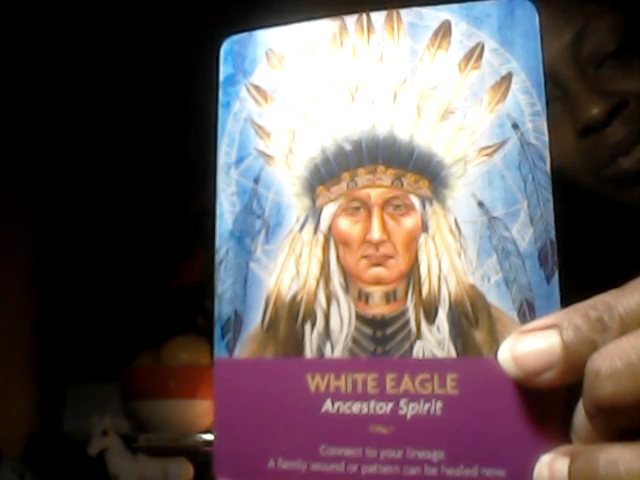 WHITE EAGLE
Ancestor Spirit
Connect to your lineage.
A family wound or pattern can be healed now.